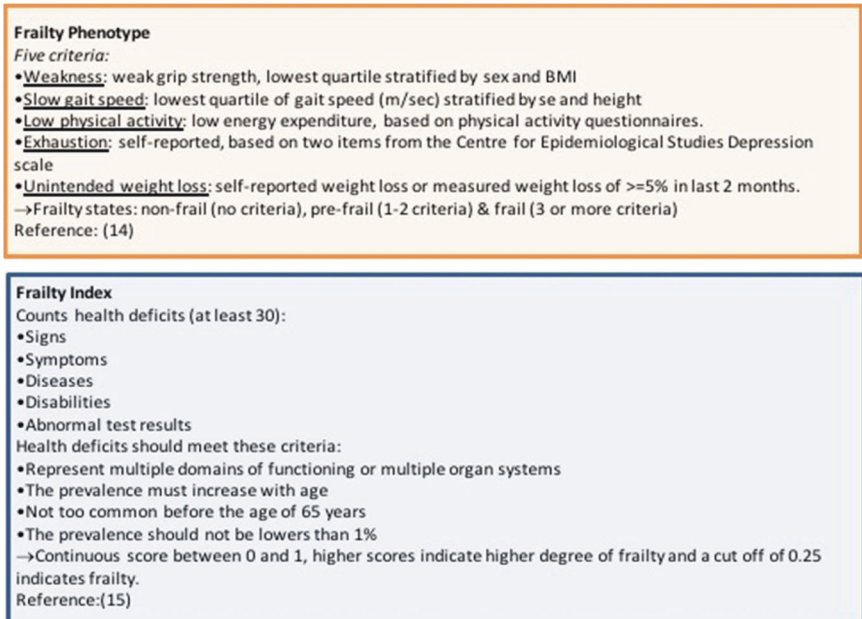 Frailty Phenotype
Five criteria:
•Weakness: weak grip strength, lowest quartile stratified by sex and BMI
•Slow gait speed: lowest quartile of gait speed (m/sec) stratified by se and height
•Low physical activity: low energy expenditure, based on physical activity questionnaires.
•Exhaustion: self-reported, based on two items from the Centre for Epidemiological Studies Depression
scale
•Unintended weight loss: self-reported weight loss or measured weight loss of >=5% in last 2 months.
→Frailty states: non-frail (no criteria), pre-frail (1-2 criteria) & frail (3 or more criteria)
Reference: (14)
Frailty Index
Counts health deficits (at least 30):
•Signs
•Symptoms
•Diseases
•Disabilities
•Abnormal test results
Health deficits should meet these criteria:
•Represent multiple domains of functioning or multiple organ systems
•The prevalence must increase with age
•Not too common before the age of 65 years
•The prevalence should not be lowers than 1%
→Continuous score between 0 and 1, higher scores indicate higher degree of frailty and a cut off of 0.25
indicates frailty.
Reference:(15)